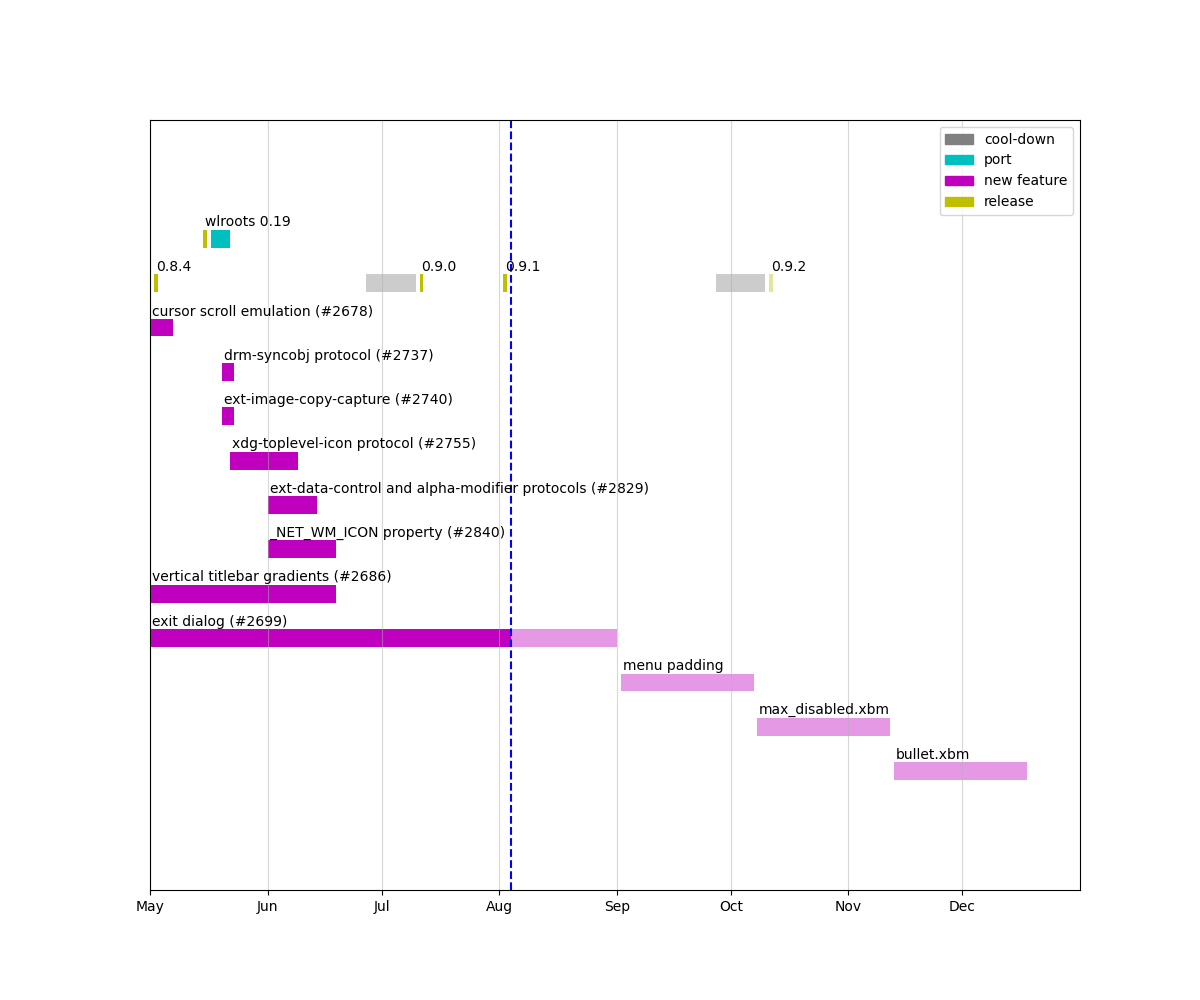 cool-down
port
new feature
release
wlroots 0.19
0.8.4
0.9.0
0.9.1
0.9.2
cursor scroll emulation (#2678)
drm-syncobj protocol (#2737)
ext-image-copy-capture (#2740)
xdg-toplevel-icon protocol (#2755)
ext-data-control and alpha-modifier protocols (#2829)
_NET_WM_ICON property (#2840)
vertical titlebar gradients (#2686)
exit dialog (#2699)
menu padding
max_disabled.xbm
bullet.xbm
May Jun Jul Aug Sep Oct Nov Dec